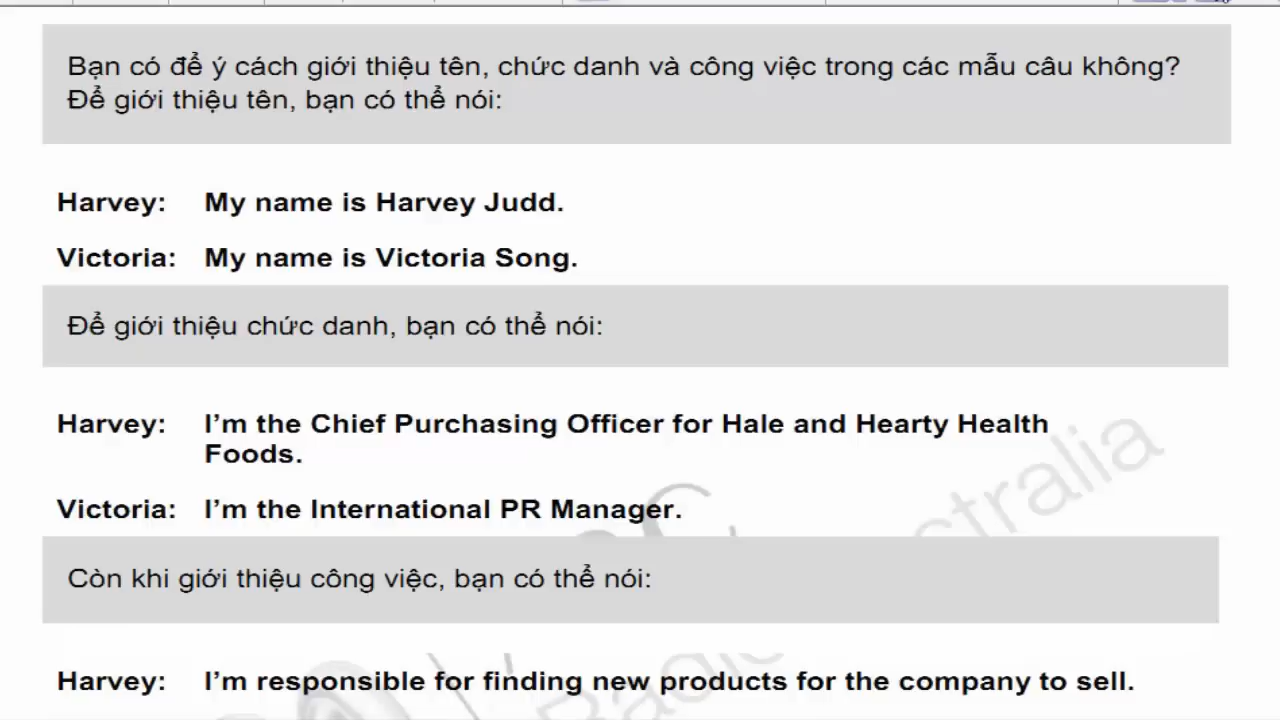 Bạn có để ý cách giới thiệu tên, chức danh và công việc trong các mẫu câu không?
Để giới thiệu tên, bạn có thể nói:
Harvey: My name is Harvey Judd.
Victoria: My name is Victoria Song.
Để giới thiệu chức danh, bạn có thể nói:
Harvey: I’m the Chief Purchasing Officer for Hale and Hearty Health
Foods.
Victoria: I’m the International PR Manager.
Còn khi giới thiệu công việc, bạn có thể nói:
Harvey: I’m responsible for finding new products for the company to sell.